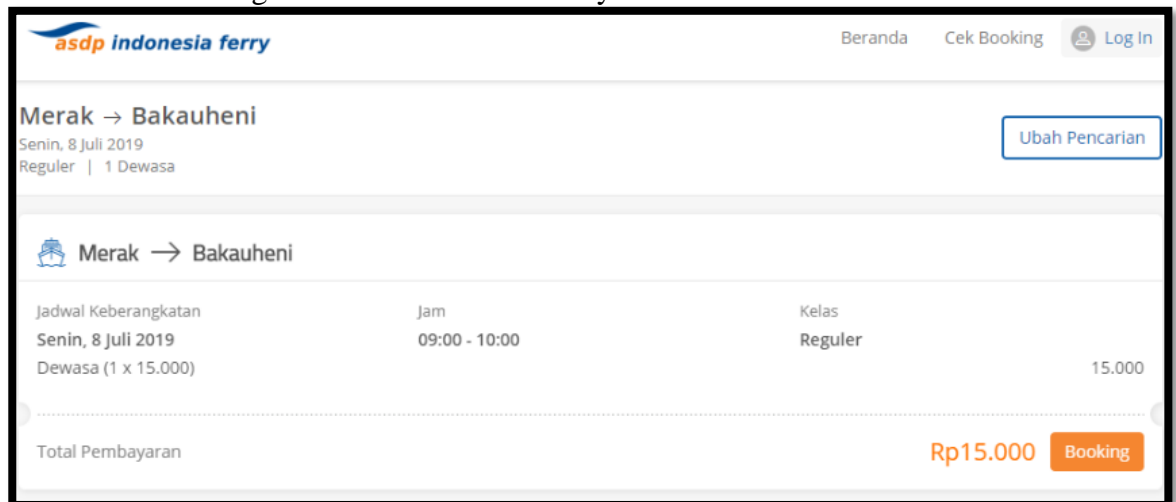 asdp indonesia ferry
Beranda Cek Booking Log In
Merak → Bakauheni
Senin, 8 Juli 2019
Reguler | 1 Dewasa
Ubah Pencarian
Merak → Bakauheni
Jadwal Keberangkatan Jam Kelas
Senin, 8 Juli 2019 09:00 - 10:00 Reguler
Dewasa (1 x 15.000) 15.000
Total Pembayaran Rp15.000 Booking